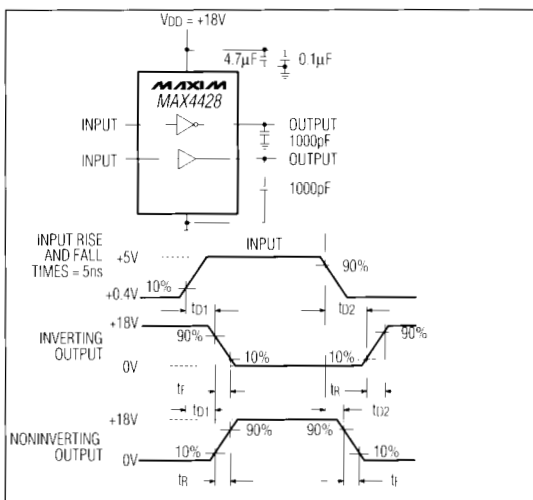 VDD = +18V
4.7µF
0.1µF
MAXIM
MAX4428
INPUT
OUTPUT
1000pF
INPUT
OUTPUT
1000pF
INPUT RISE
AND FALL
TIMES = 5ns
+5V
INPUT
90%
10%
+0.4V
tD1
tD2
+18V
90%
90%
INVERTING
OUTPUT
10%
10%
0V
tF
tR
tD1
tD2
+18V
90%
90%
NONINVERTING
OUTPUT
10%
10%
0V
tR
tF